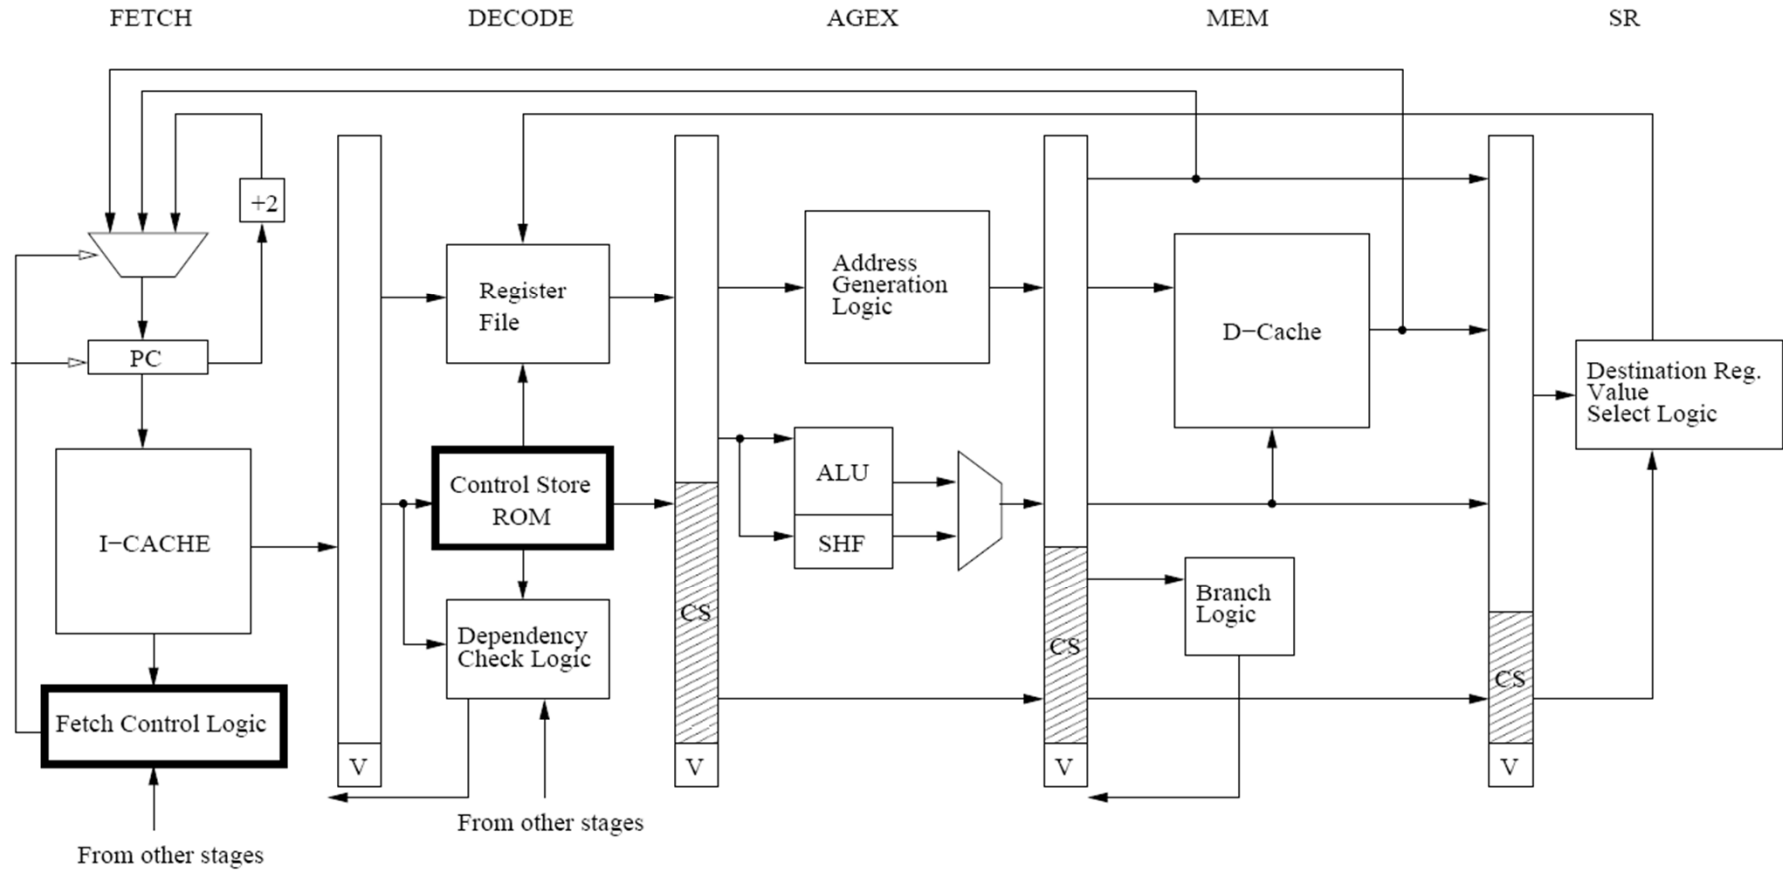 FETCH
DECODE
AGEX
MEM
SR
+2
PC
I−CACHE
Fetch Control Logic
From other stages
V
Register
File
Control Store
ROM
Dependency
Check Logic
From other stages
CS
V
Address
Generation
Logic
ALU
SHF
CS
V
D−Cache
Branch
Logic
CS
V
Destination Reg.
Value
Select Logic